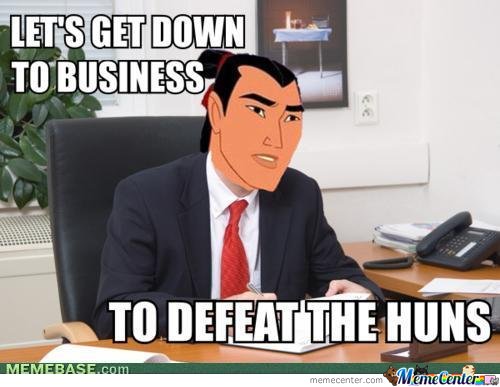 LET'S GET DOWN
TO BUSINESS
TO DEFEAT THE HUNS
MEMEBASE.com
memecenter.com
MemeCenter